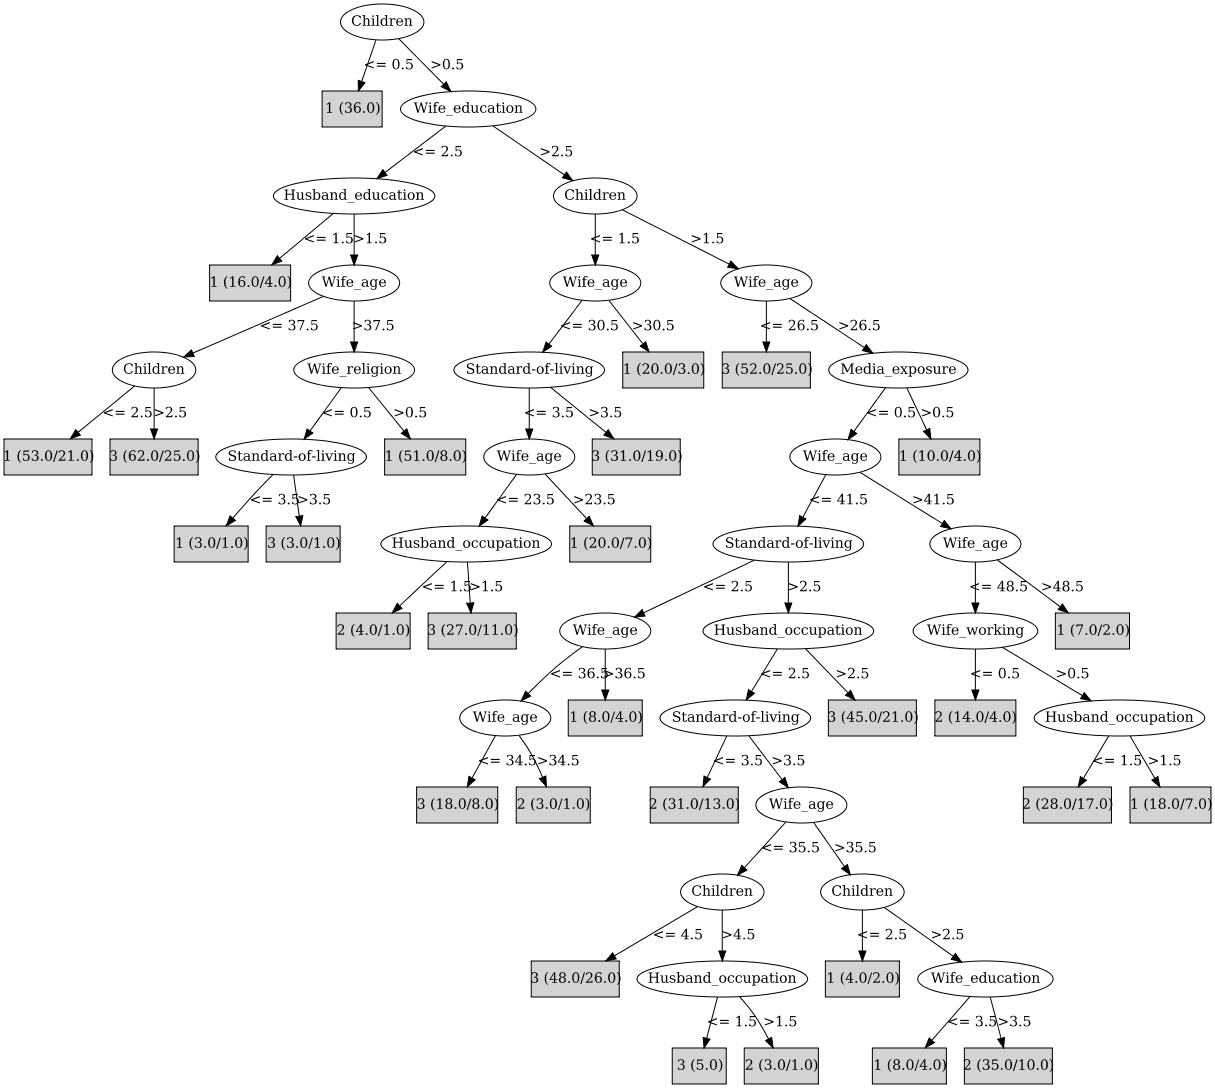 Children
<= 0.5 >0.5
1 (36.0) Wife_education
<= 2.5 >2.5
Husband_education Children
<= 1.5 >1.5 <= 1.5 >1.5
1 (16.0/4.0) Wife_age Wife_age Wife_age
<= 37.5 >37.5 <= 30.5 >30.5 <= 26.5 >26.5
Children Wife_religion Standard-of-living 1 (20.0/3.0) 3 (52.0/25.0) Media_exposure
<= 2.5 >2.5 <= 0.5 >0.5 <= 3.5 >3.5 <= 0.5 >0.5
1 (53.0/21.0) 3 (62.0/25.0) Standard-of-living 1 (51.0/8.0) Wife_age 3 (31.0/19.0) Wife_age 1 (10.0/4.0)
<= 3.5 >3.5 <= 23.5 >23.5 <= 41.5 >41.5
1 (3.0/1.0) 3 (3.0/1.0) Husband_occupation 1 (20.0/7.0) Standard-of-living Wife_age
<= 1.5 >1.5 <= 2.5 >2.5 <= 48.5 >48.5
2 (4.0/1.0) 3 (27.0/11.0) Wife_age Husband_occupation Wife_working 1 (7.0/2.0)
<= 36.5 >36.5 <= 2.5 >2.5 <= 0.5 >0.5
Wife_age 1 (8.0/4.0) Standard-of-living 3 (45.0/21.0) 2 (14.0/4.0) Husband_occupation
<= 34.5 >34.5 <= 3.5 >3.5 <= 1.5 >1.5
3 (18.0/8.0) 2 (3.0/1.0) 2 (31.0/13.0) Wife_age 2 (28.0/17.0) 1 (18.0/7.0)
<= 35.5 >35.5
Children Children
<= 4.5 >4.5 <= 2.5 >2.5
3 (48.0/26.0) Husband_occupation 1 (4.0/2.0) Wife_education
<= 1.5 >1.5 <= 3.5 >3.5
3 (5.0) 2 (3.0/1.0) 1 (8.0/4.0) 2 (35.0/10.0)